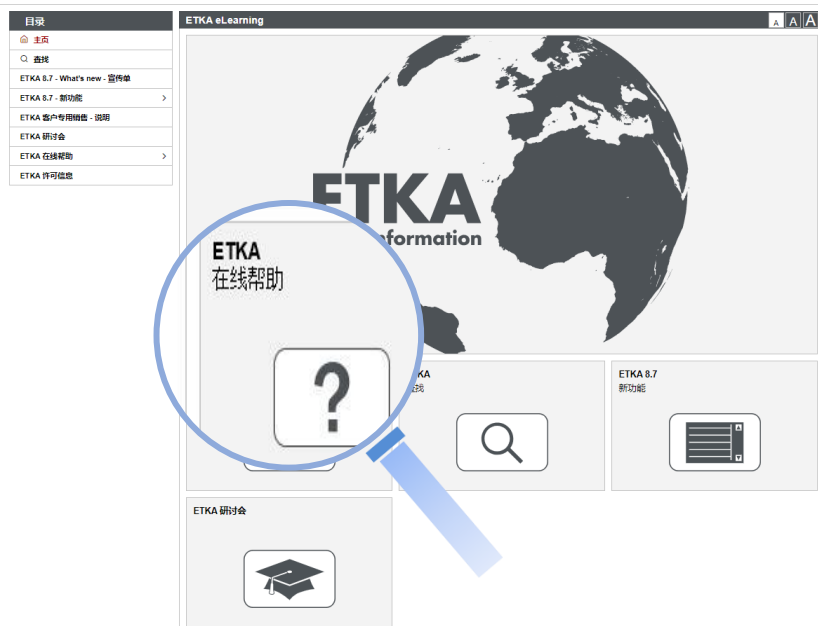 目录
主页
查找
ETKA 8.7 - What's new - 宣传单
ETKA 8.7 - 新功能
ETKA 客户专用销售 - 说明
ETKA 研讨会
ETKA 在线帮助
ETKA 许可信息
ETKA eLearning
A A A
ETKA
nformation
ETKA
在线帮助
KA
找
ETKA 8.7
新功能
ETKA 研讨会